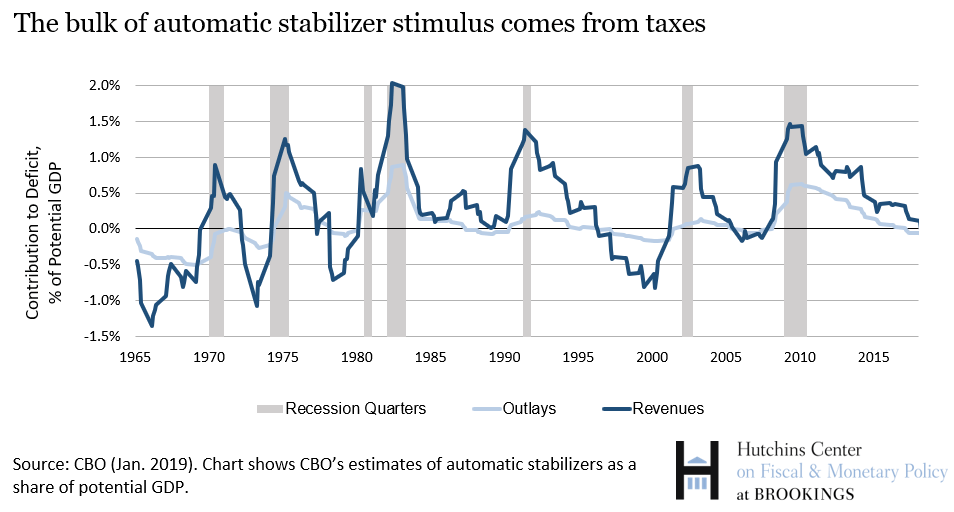 The bulk of automatic stabilizer stimulus comes from taxes
Contribution to Deficit,
% of Potential GDP
2.0%
1.5%
1.0%
0.5%
0.0%
-0.5%
-1.0%
-1.5%
1965 1970 1975 1980 1985 1990 1995 2000 2005 2010 2015
Recession Quarters Outlays Revenues
Source: CBO (Jan. 2019). Chart shows CBO's estimates of automatic stabilizers as a
share of potential GDP.
H
Hutchins Center
on Fiscal & Monetary Policy
at BROOKINGS